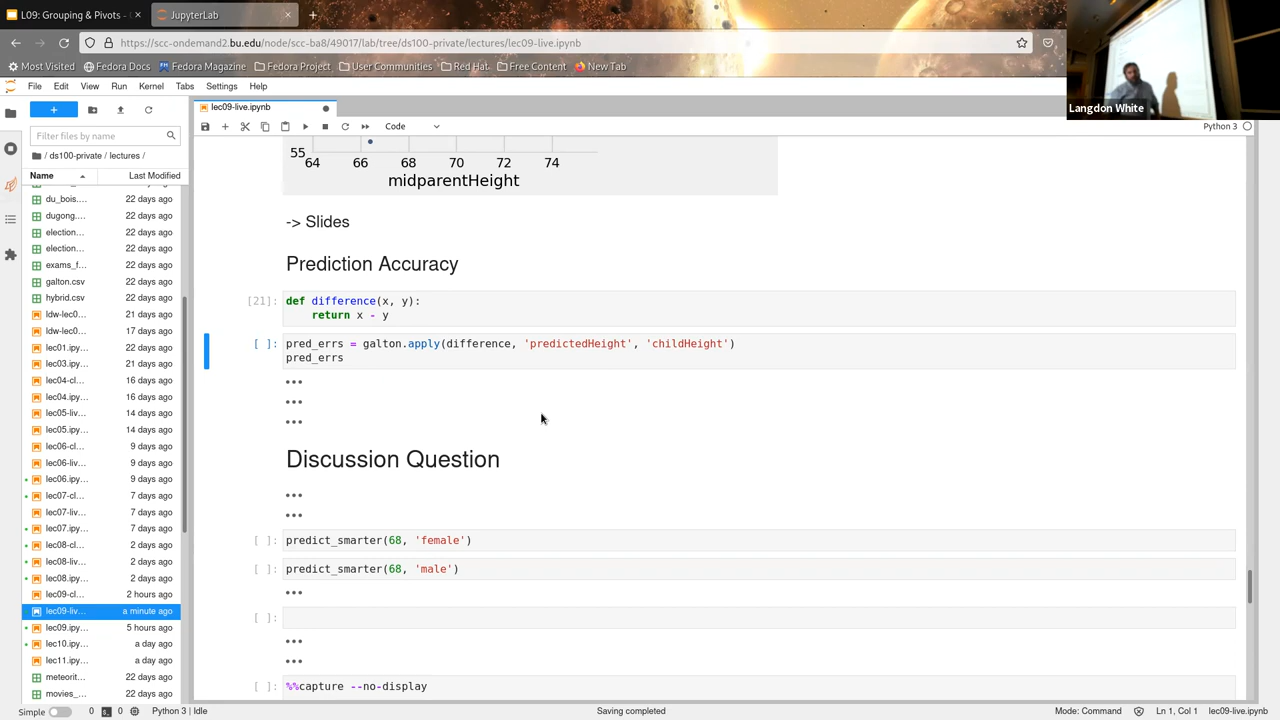 L09: Grouping & Pivots -
JupyterLab
https://scc-ondemand2.bu.edu/node/scc-ba8/49017/lab/tree/ds100-private/lectures/lec09-live.ipynb
Most Visited
Fedora Docs
Fedora Magazine
Fedora Project
User Communities
Red Hat
Free Content
New Tab
Langdon White
File Edit View Run Kernel Tabs Settings Help
lec09-live.ipynb
Filter files by name
Code
Python 3
/ ds100-private / lectures /
Name Last Modified
du_bois.… 22 days ago
dugong.… 22 days ago
election… 22 days ago
election… 22 days ago
exams_f… 22 days ago
galton.csv 22 days ago
hybrid.csv 22 days ago
ldw-lec0… 21 days ago
ldw-lec0… 17 days ago
lec01.ipy… 22 days ago
lec03.ipy… 21 days ago
lec04-cl… 16 days ago
lec04.ipy… 16 days ago
lec05-liv… 14 days ago
lec05.ipy… 14 days ago
lec06-cl… 9 days ago
lec06-liv… 9 days ago
lec06.ipy… 9 days ago
lec07-cl… 7 days ago
lec07-liv… 7 days ago
lec07.ipy… 7 days ago
lec08-cl… 2 days ago
lec08-liv… 2 days ago
lec08.ipy… 2 days ago
lec09-cl… 2 hours ago
lec09-liv… a minute ago
lec09.ipy… 5 hours ago
lec10.ipy… a day ago
lec11.ipy… a day ago
meteorit… 22 days ago
movies_… 22 days ago
55
64 66 68 70 72 74
midparentHeight
-> Slides
Prediction Accuracy
[21]: def difference(x, y):
return x - y
[ ]: pred_errs = galton.apply(difference, 'predictedHeight', 'childHeight')
pred_errs
Discussion Question
[ ]: predict_smarter(68, 'female')
[ ]: predict_smarter(68, 'male')
[ ]:
[ ]: %%capture --no-display
Simple 0 0 Python 3 | Idle Saving completed Mode: Command Ln 1, Col 1 lec09-live.ipynb